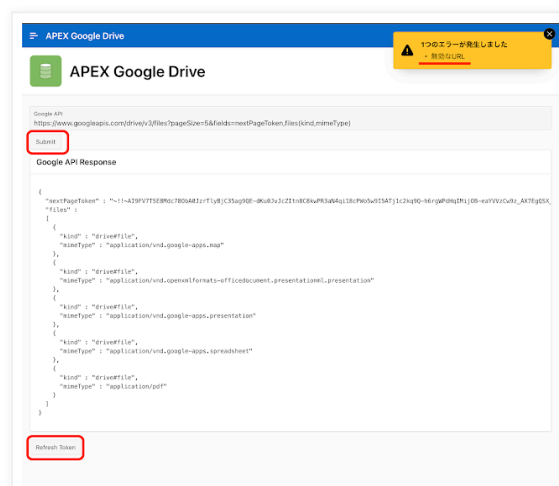 APEX Google Drive
1つのエラーが発生しました
• 無効なURL
APEX Google Drive
Google API
https://www.googleapis.com/drive/v3/files?pageSize=5&fields=nextPageToken,files(kind,mimeType)
Submit
Google API Response
{
"nextPageToken" :
"files" :
[
{
"kind" : "drive#file",
"mimeType" : "application/vnd.google-apps.map"
},
{
"kind" : "drive#file",
"mimeType" : "application/vnd.openxmlformats-officedocument.presentationml.presentation"
},
{
"kind" : "drive#file",
"mimeType" : "application/vnd.google-apps.presentation"
},
{
"kind" : "drive#file",
"mimeType" : "application/vnd.google-apps.spreadsheet"
},
{
"kind" : "drive#file",
"mimeType" : "application/pdf"
}
]
}
Refresh Token